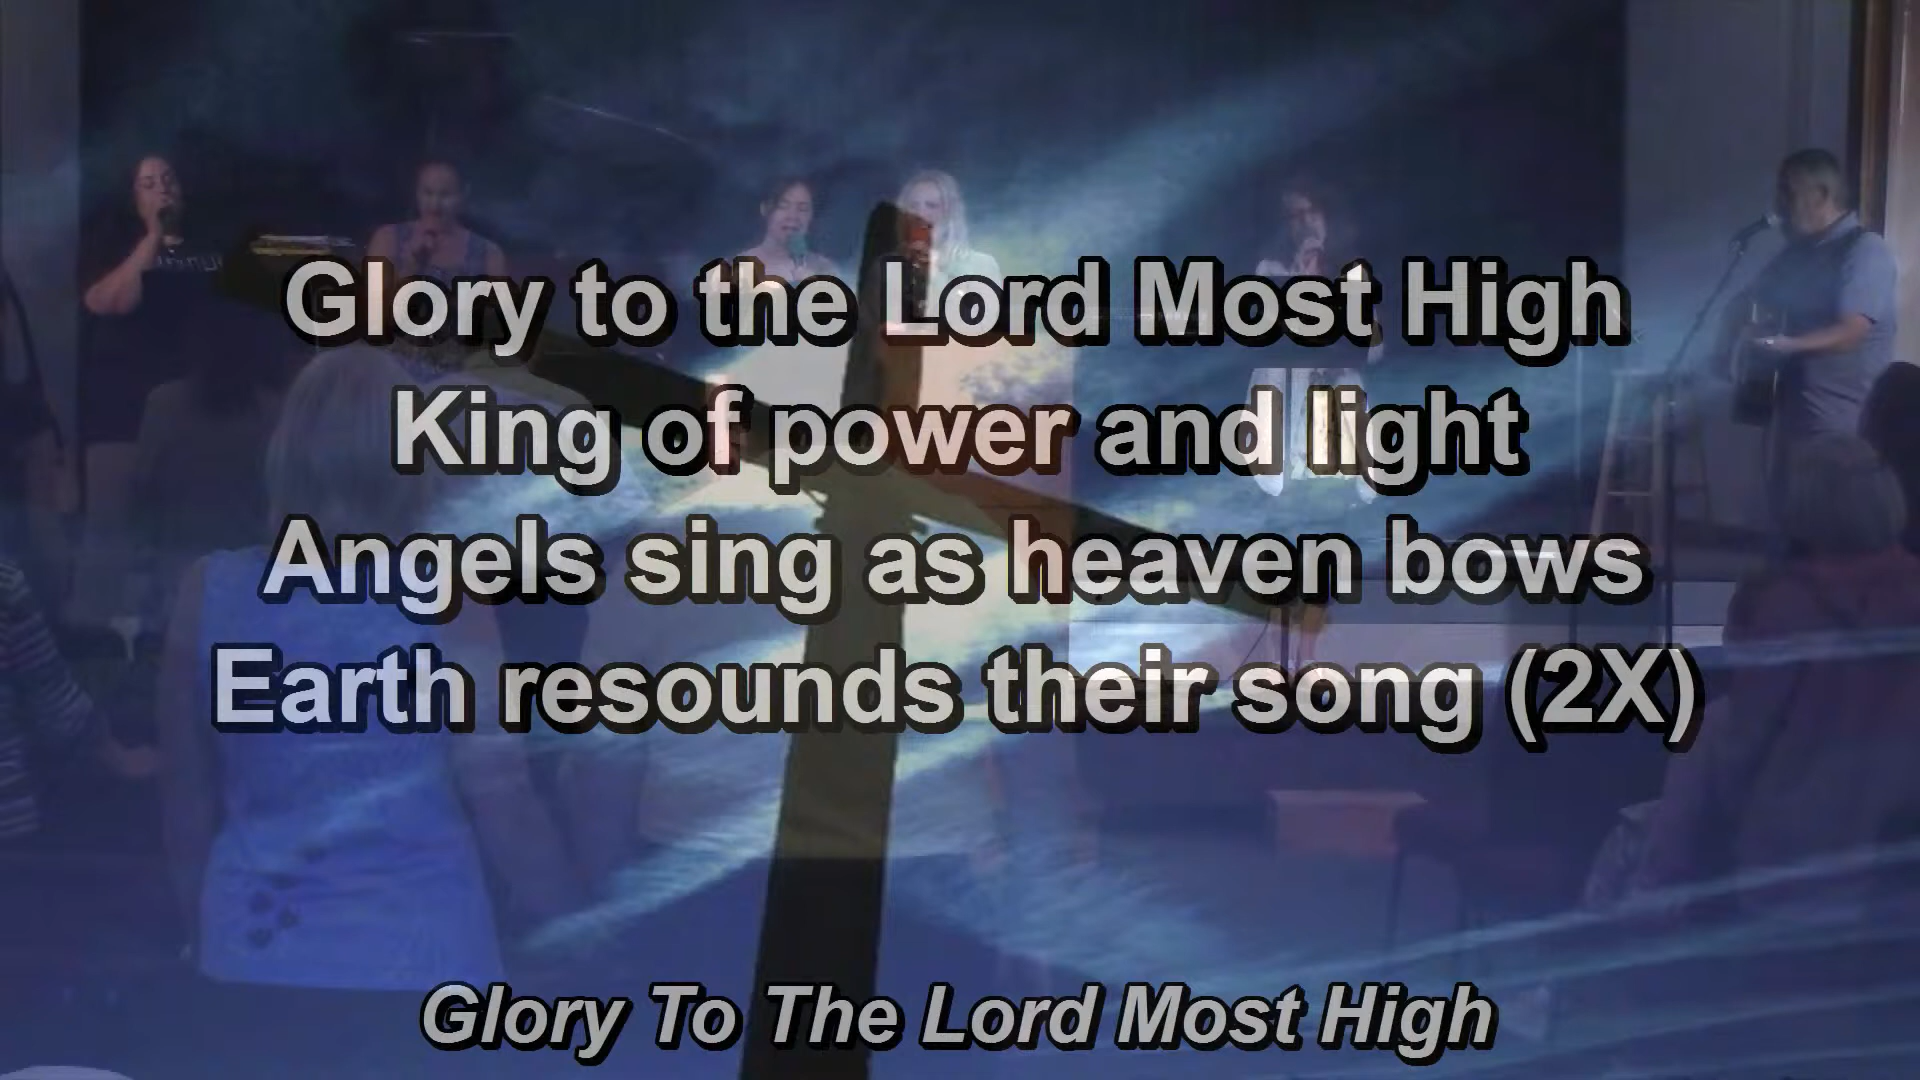 Glory to the Lord Most High
King of power and light
Angels sing as heaven bows
Earth resounds their song (2X)
Glory To The Lord Most High